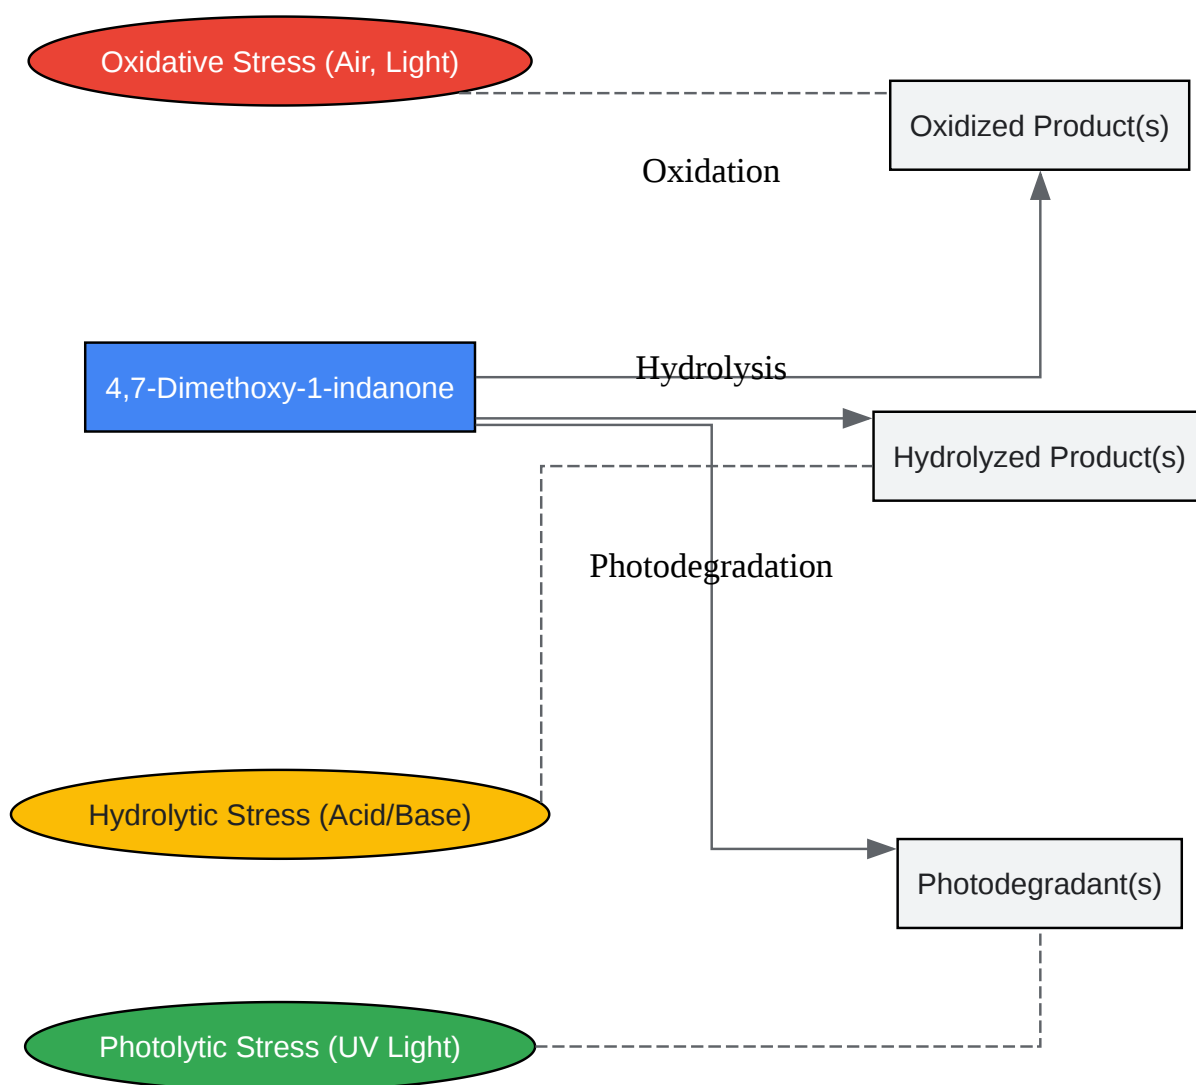 Oxidative Stress (Air, Light)
Oxidized Product(s)
Oxidation
Hydrolysis
4,7-Dimethoxy-1-indanone
Hydrolyzed Product(s)
Photodegradation
Hydrolytic Stress (Acid/Base)
Photodegradant(s)
Photolytic Stress (UV Light)